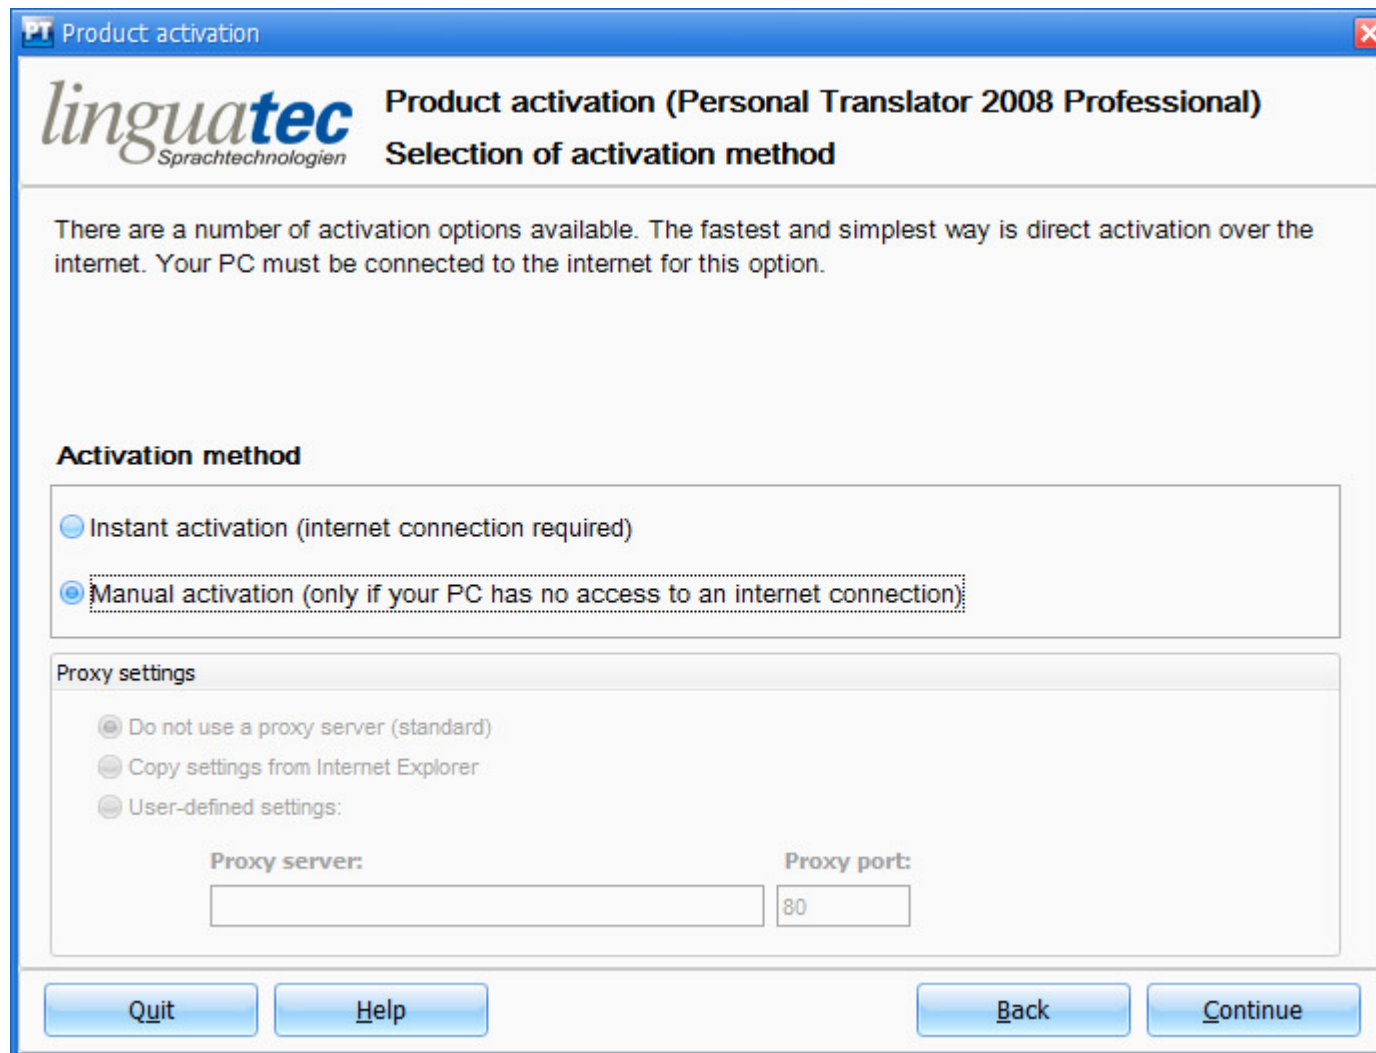 PT Product activation
linguatec
Sprachtechnologien
Product activation (Personal Translator 2008 Professional)
Selection of activation method
There are a number of activation options available. The fastest and simplest way is direct activation over the
internet. Your PC must be connected to the internet for this option.
Activation method
Instant activation (internet connection required)
Manual activation (only if your PC has no access to an internet connection)
Proxy settings
Do not use a proxy server (standard)
Copy settings from Internet Explorer
User-defined settings:
Proxy server: Proxy port:
80
Quit Help Back Continue